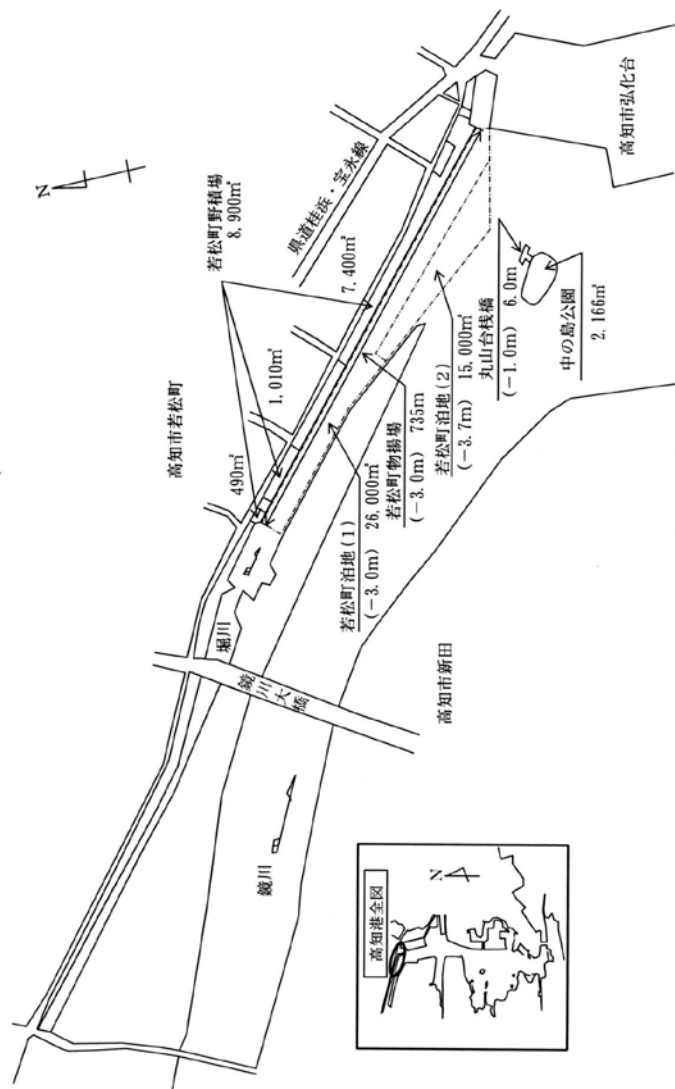 N
若松町野積場
8,900㎡
県道桂浜・宝永線
高知市若松町
490㎡
1,010㎡
7,400㎡
高知市弘化台
堀川
鏡川大橋
若松町泊地(1)
(－3.0m) 26,000㎡
若松町物揚場
(－3.0m) 735m
若松町泊地(2)
(－3.7m) 15,000㎡
丸山台桟橋
(－1.0m) 6.0m
中の島公園
2,166㎡
高知市新田
鏡川
高知港全図
N